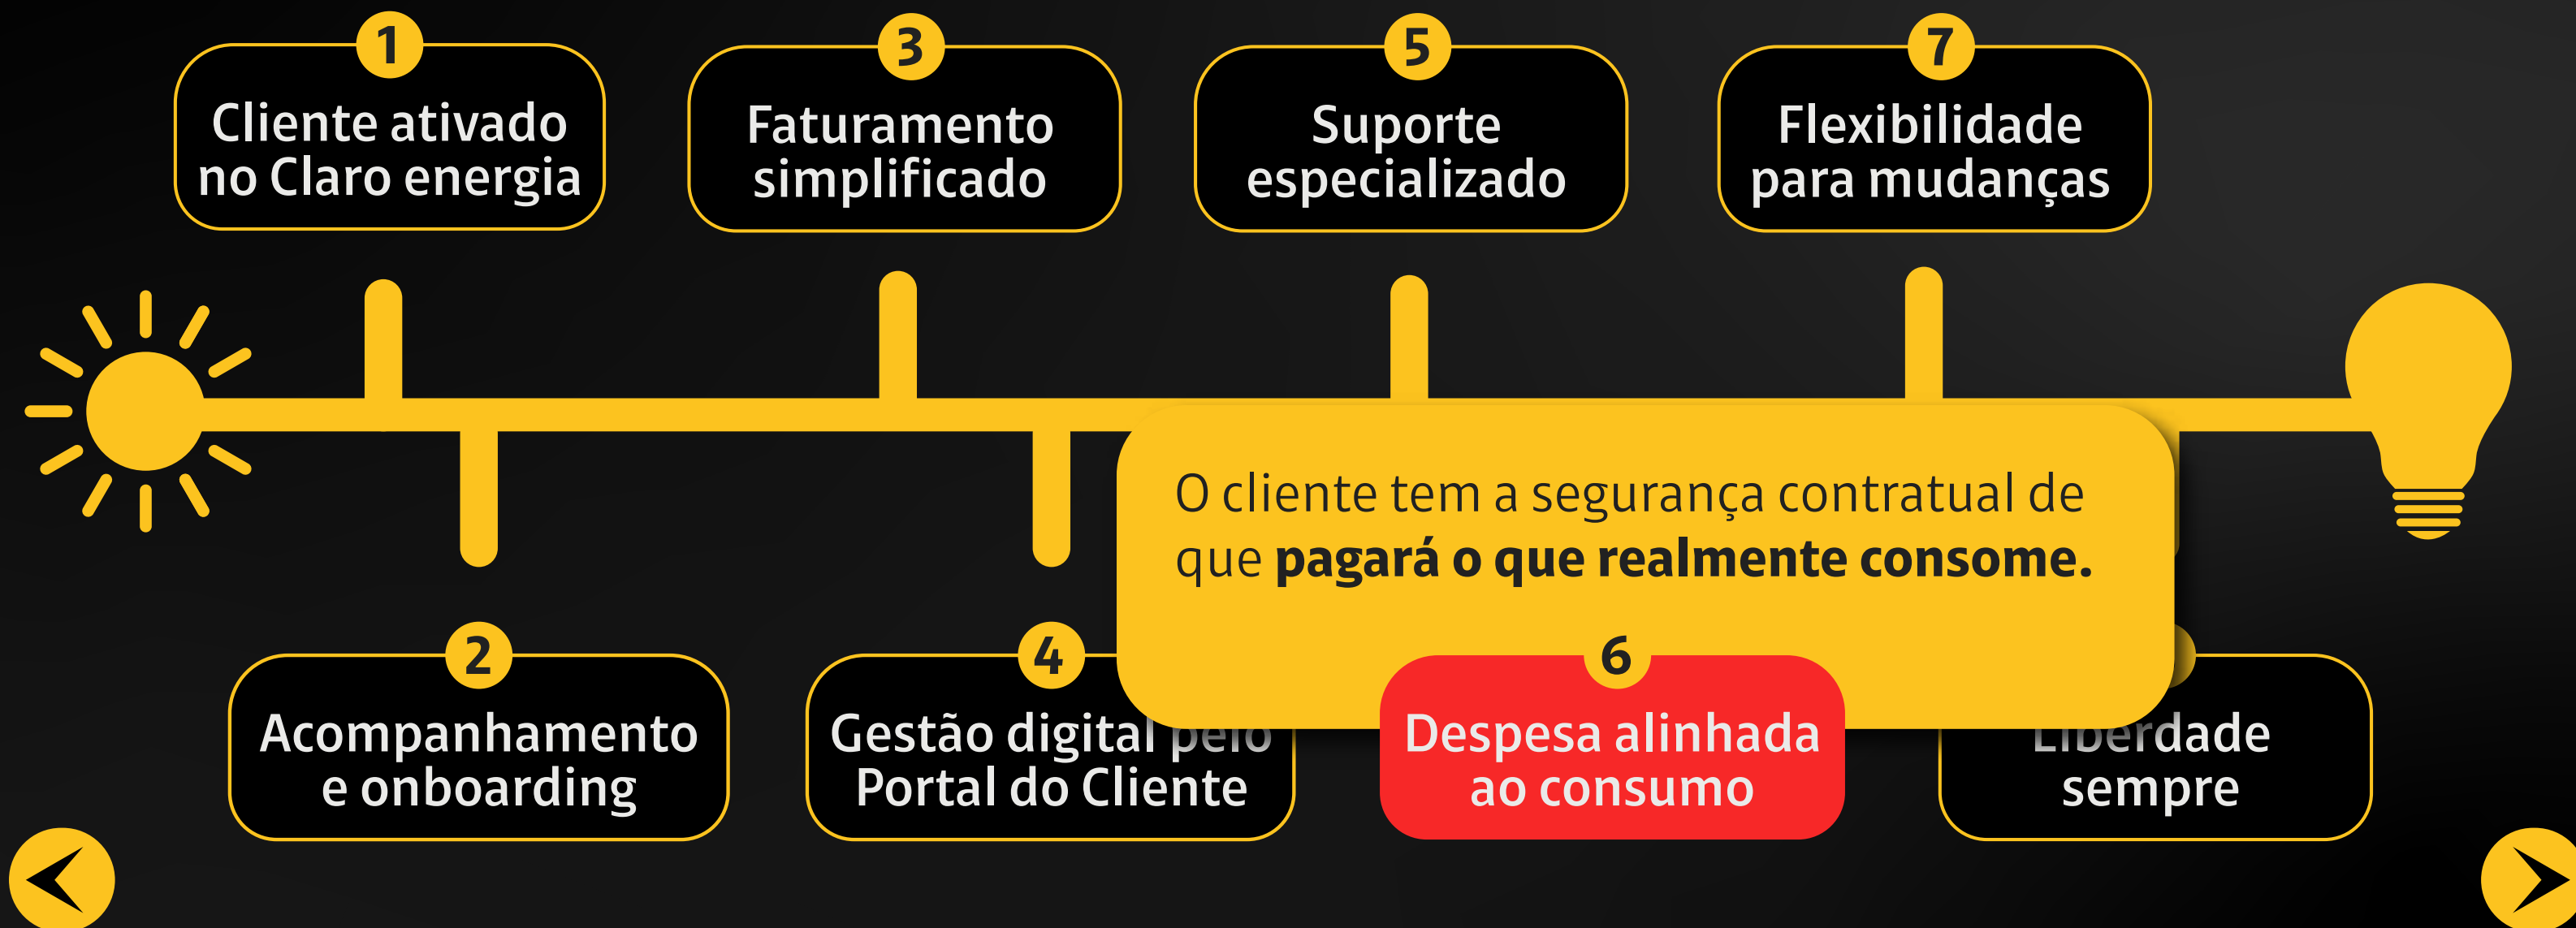 1
Cliente ativado
no Claro energia
3
Faturamento
simplificado
5
Suporte
especializado
7
Flexibilidade
para mudanças
O cliente tem a segurança contratual de
que pagará o que realmente consome.
2
Acompanhamento
e onboarding
4
Gestão digital pelo
Portal do Cliente
6
Despesa alinhada
ao consumo
Liberdade
sempre